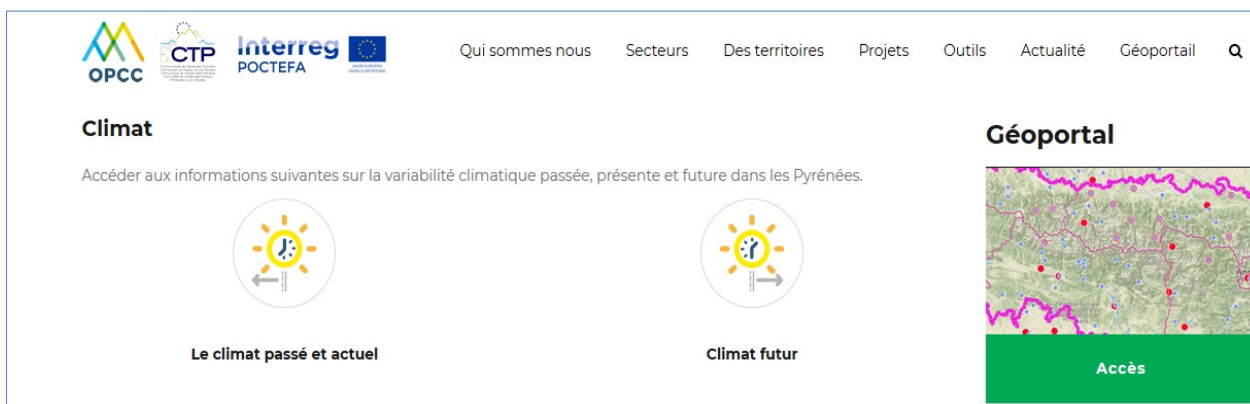 OPCC
CTP
Interreg
POCTEFA
Qui sommes nous Secteurs Des territoires Projets Outils Actualité Géoportail
Climat
Accéder aux informations suivantes sur la variabilité climatique passée, présente et future dans les Pyrénées.
Le climat passé et actuel
Climat futur
Géoportal
Accès